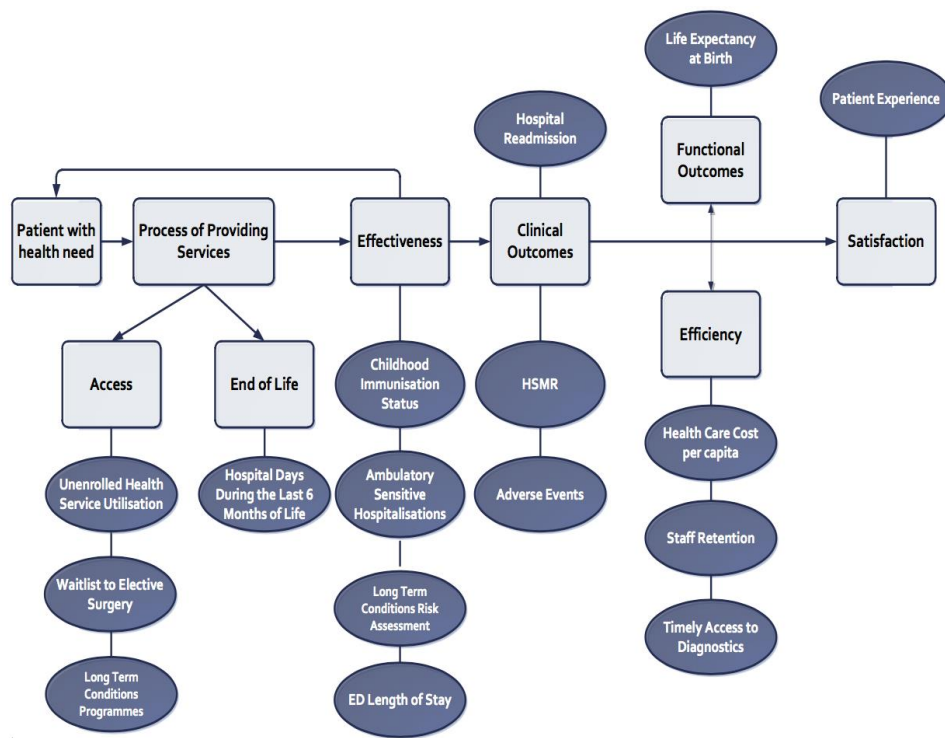 Life Expectancy
at Birth
Patient Experience
Hospital
Readmission
Functional
Outcomes
Patient with
health need
Process of Providing
Services
Effectiveness
Clinical
Outcomes
Satisfaction
Access
End of Life
Childhood
Immunisation
Status
HSMR
Efficiency
Unenrolled Health
Service Utilisation
Hospital Days
During the Last 6
Months of Life
Ambulatory
Sensitive
Hospitalisations
Adverse Events
Health Care Cost
per capita
Waitlist to Elective
Surgery
Long Term
Conditions Risk
Assessment
Staff Retention
Long Term
Conditions
Programmes
ED Length of Stay
Timely Access to
Diagnostics